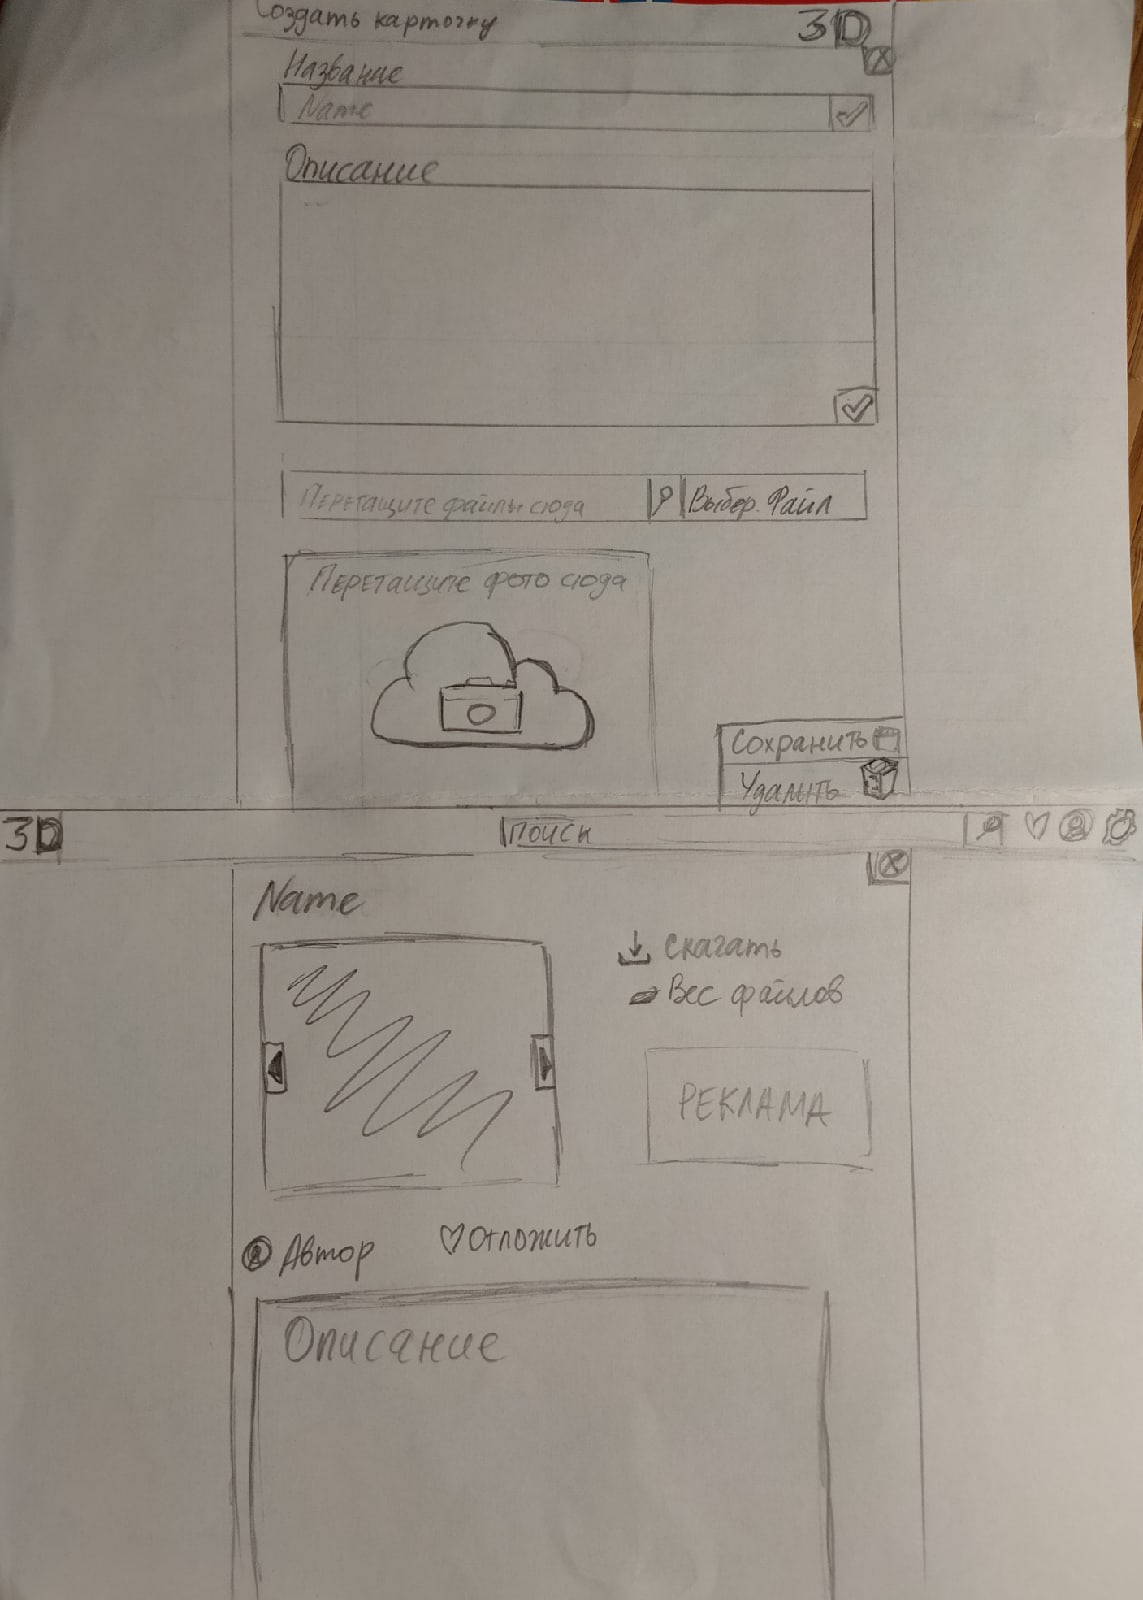 Создать карточку 3D
Название
Name
Описание
Перетащите файлы сюда Выбер. Файл
Перетащите фото сюда
Сохранить
Удалить
3D Поиск
Name
Скачать
Вес файлов
РЕКЛАМА
Автор Отложить
Описание